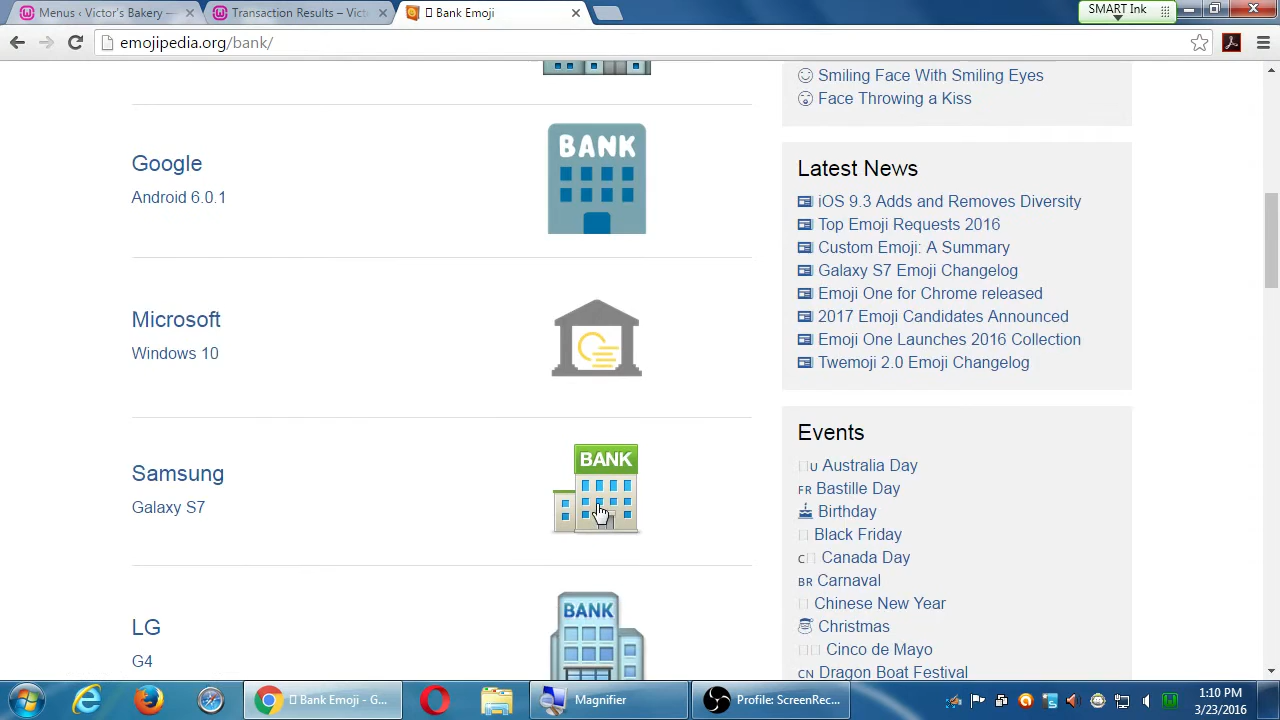 Menus ‹ Victor's Bakery —
Transaction Results – Vict
Bank Emoji
SMART Ink
emojipedia.org/bank/
Smiling Face With Smiling Eyes
Face Throwing a Kiss
Google
Android 6.0.1
BANK
Microsoft
Windows 10
Samsung
Galaxy S7
BANK
LG
G4
BANK
Latest News
iOS 9.3 Adds and Removes Diversity
Top Emoji Requests 2016
Custom Emoji: A Summary
Galaxy S7 Emoji Changelog
Emoji One for Chrome released
2017 Emoji Candidates Announced
Emoji One Launches 2016 Collection
Twemoji 2.0 Emoji Changelog
Events
U Australia Day
FR Bastille Day
Birthday
Black Friday
C Canada Day
BR Carnaval
Chinese New Year
Christmas
Cinco de Mayo
CN Dragon Boat Festival
Bank Emoji - G...
Magnifier
Profile: ScreenRec...
1:10 PM
3/23/2016